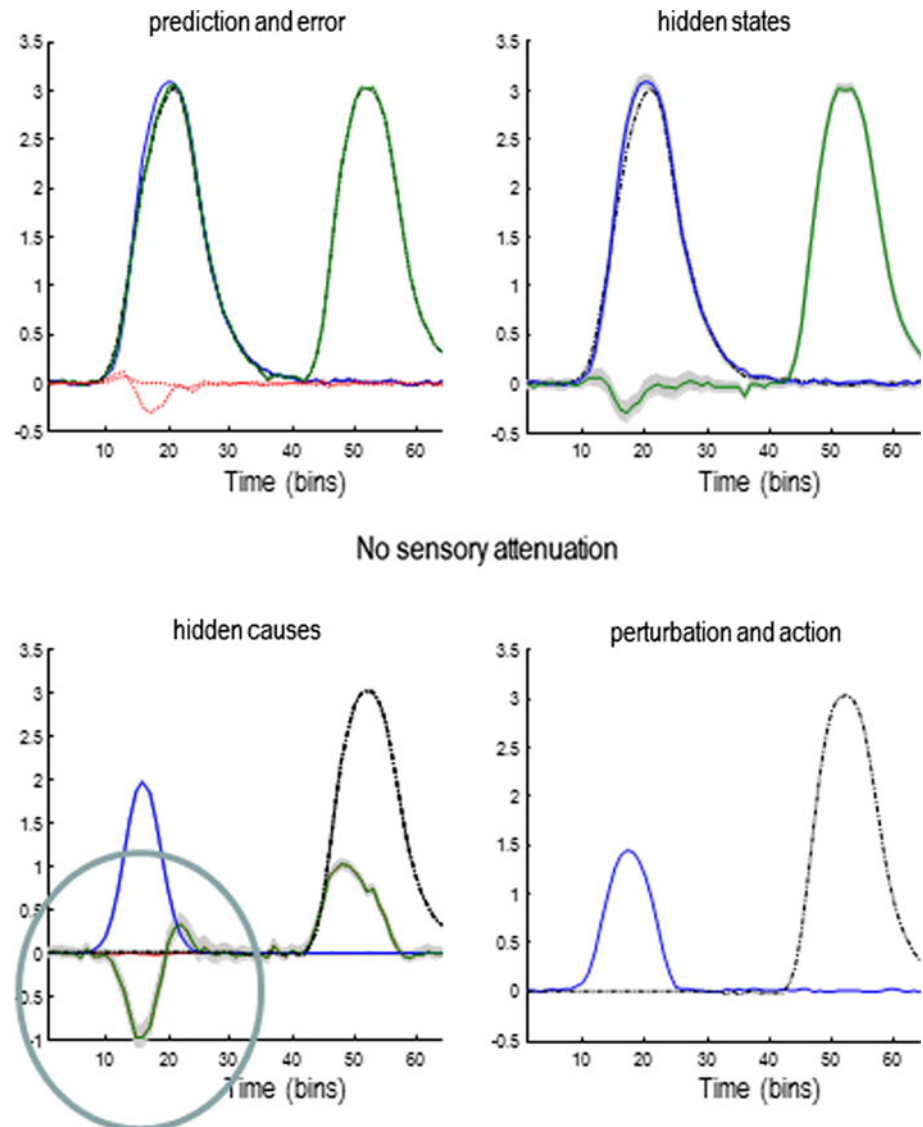 prediction and error
3.5
3
2.5
2
1.5
1
0.5
0
-0.5
10 20 30 40 50 60
Time (bins)
hidden states
3.5
3
2.5
2
1.5
1
0.5
0
-0.5
10 20 30 40 50 60
Time (bins)
No sensory attenuation
hidden causes
3.5
3
2.5
2
1.5
1
0.5
0
-0.5
-1
10 20 30 40 50 60
Time (bins)
perturbation and action
3.5
3
2.5
2
1.5
1
0.5
0
-0.5
10 20 30 40 50 60
Time (bins)